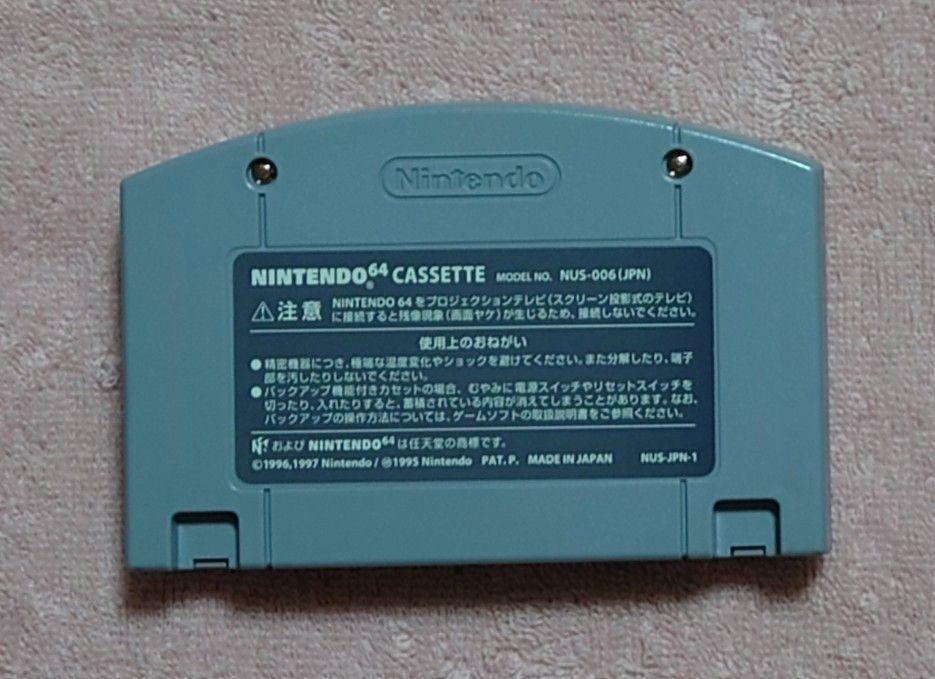 Nintendo
NINTENDO64 CASSETTE MODEL NO. NUS-006(JPN)
⚠注意 NINTENDO 64をプロジェクションテレビ(スクリーン投影式のテレビ)
に接続すると残像現象(画面ヤケ)が生じるため、接続しないでください。
使用上のおねがい
●精密機器につき、極端な温度変化やショックを避けてください。また分解したり、端子
部を汚したりしないでください。
●バックアップ機能付きカセットの場合、むやみに電源スイッチやリセットスイッチを
切ったり、入れたりすると、蓄積されている内容が消えてしまうことがあります。なお、
バックアップの操作方法については、ゲームソフトの取扱説明書をご参照ください。
および NINTENDO64 は任天堂の商標です。
©1996,1997 Nintendo/Ⓜ1995 Nintendo PAT. P. MADE IN JAPAN NUS-JPN-1